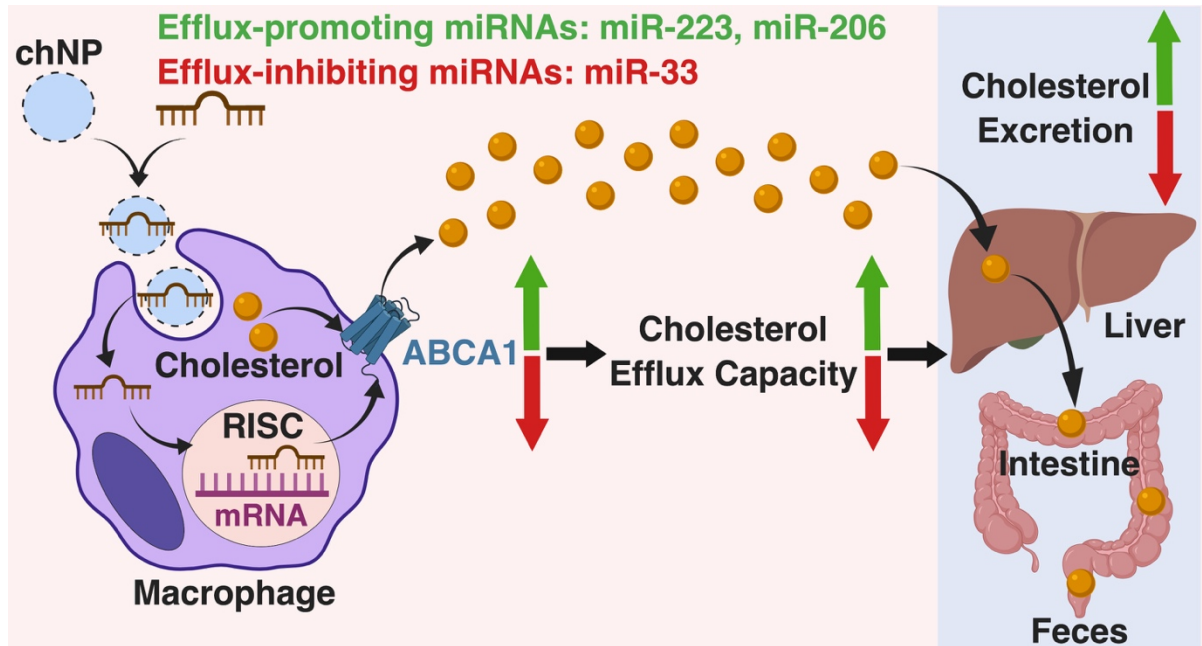 Efflux-promoting miRNAs: miR-223, miR-206
Efflux-inhibiting miRNAs: miR-33
chNP
Cholesterol
ABCA1
RISC
mRNA
Macrophage
Cholesterol
Efflux Capacity
Cholesterol
Excretion
Liver
Intestine
Feces